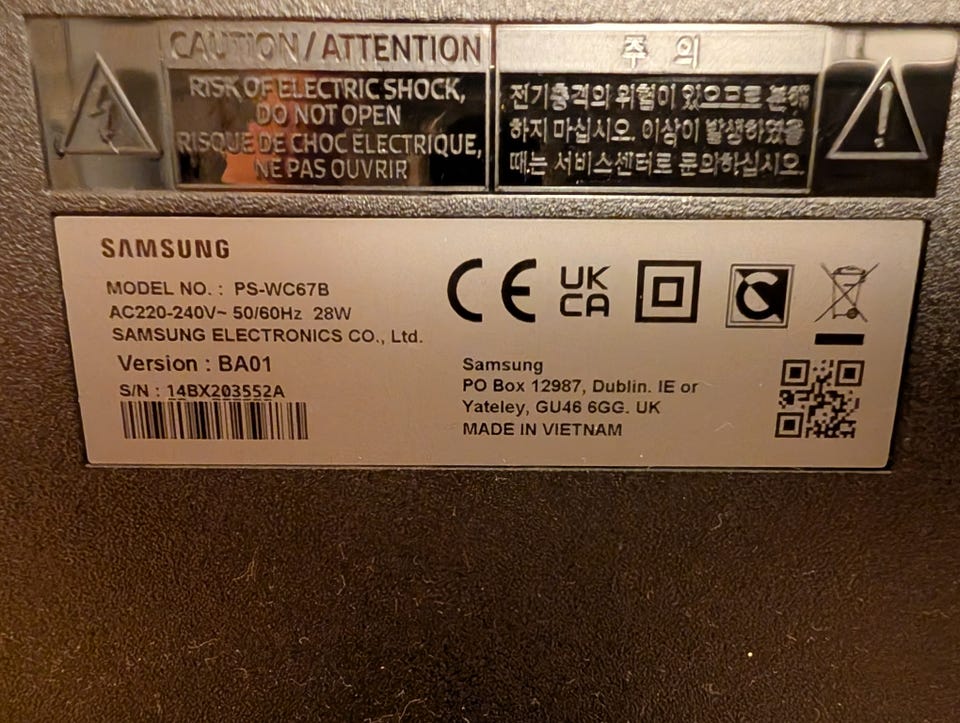 CAUTION / ATTENTION
RISK OF ELECTRIC SHOCK,
DO NOT OPEN
RISQUE DE CHOC ÉLECTRIQUE,
NE PAS OUVRIR
주 의
전기충격의 위험이 있으므로 분해
하지 마십시오. 이상이 발생하였을
때는 서비스센터로 문의하십시오.
SAMSUNG
MODEL NO. : PS-WC67B
AC220-240V~ 50/60Hz 28W
SAMSUNG ELECTRONICS CO., Ltd.
Version : BA01
S/N : 14BX203552A
CE
UK
CA
Samsung
PO Box 12987, Dublin. IE or
Yateley, GU46 6GG. UK
MADE IN VIETNAM